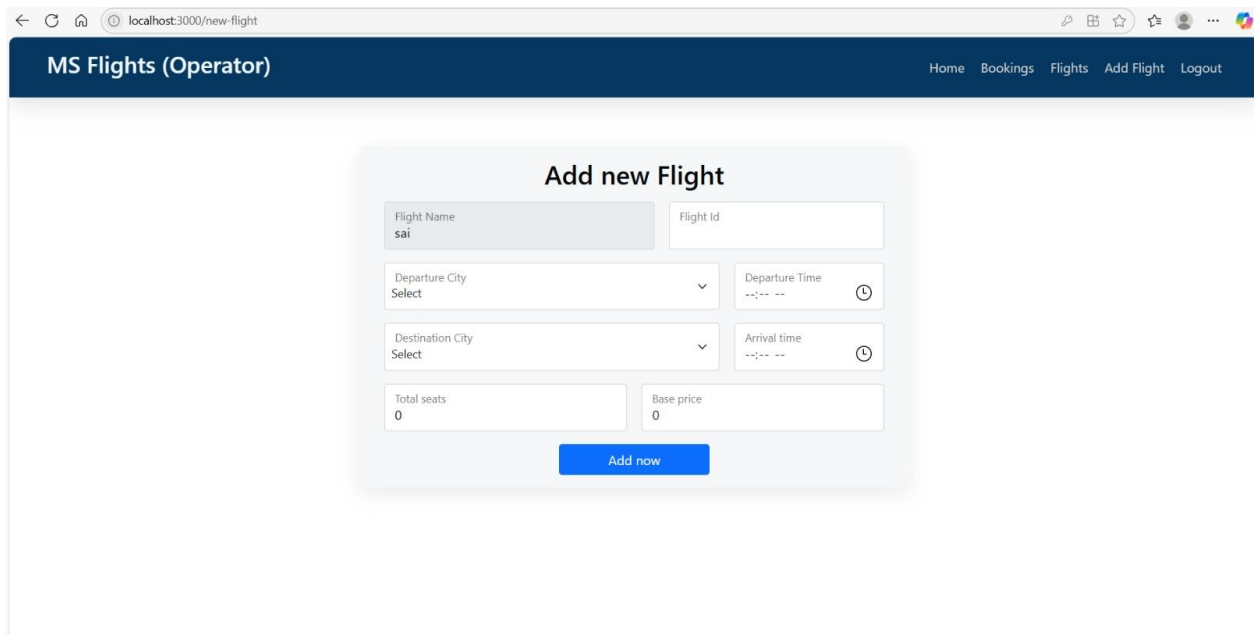 localhost:3000/new-flight
MS Flights (Operator)
Home Bookings Flights Add Flight Logout
Add new Flight
Flight Name
sai
Flight Id
Departure City
Select
Departure Time
--:-- --
Destination City
Select
Arrival time
--:-- --
Total seats
0
Base price
0
Add now